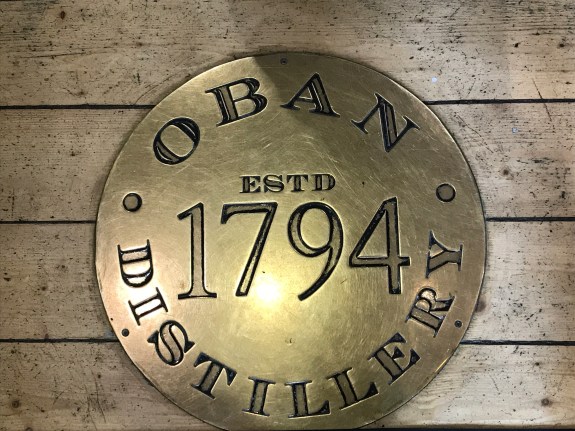 OBAN
ESTD
1794
DISTILLERY